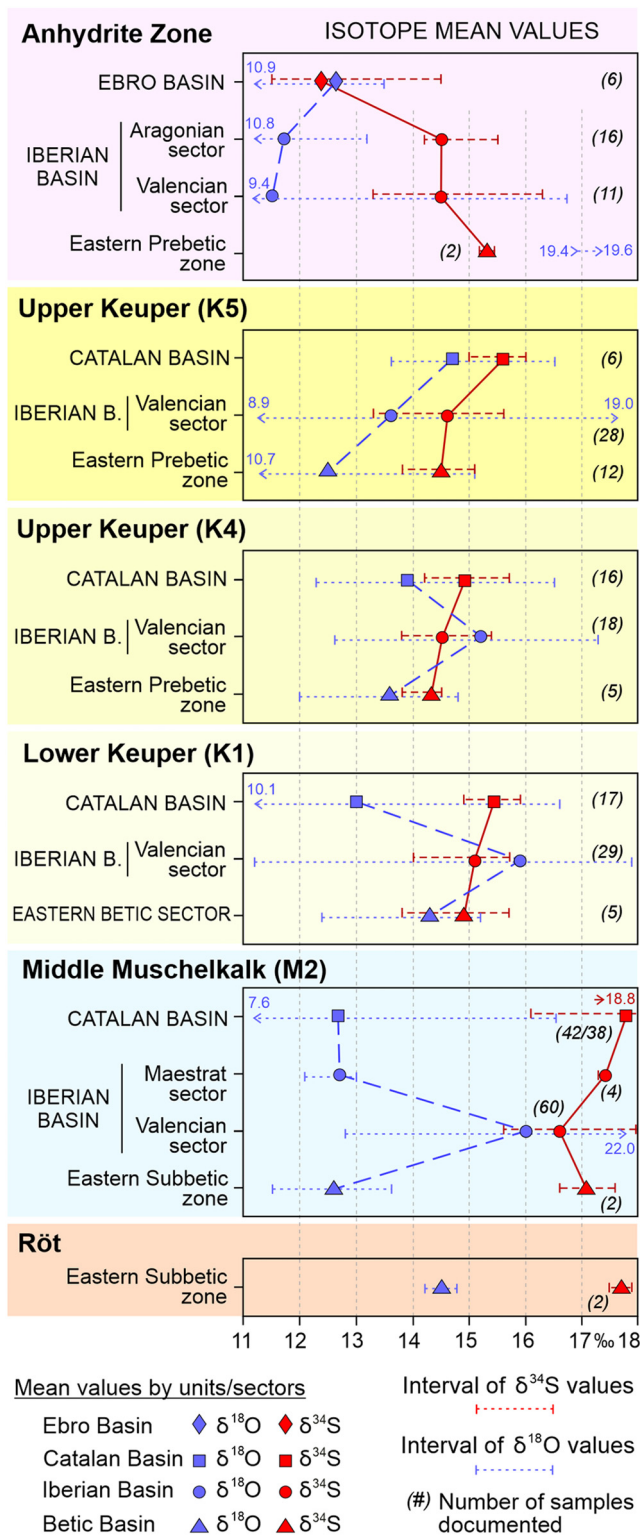 Anhydrite Zone
ISOTOPE MEAN VALUES
10.9
EBRO BASIN
(6)
10.8
IBERIAN BASIN
Aragonian sector
(16)
9.4
Valencian sector
(11)
Eastern Prebetic zone
(2)
19.4
19.6
Upper Keuper (K5)
CATALAN BASIN
(6)
8.9
19.0
IBERIAN B.
Valencian sector
(28)
10.7
Eastern Prebetic zone
(12)
Upper Keuper (K4)
CATALAN BASIN
(16)
IBERIAN B.
Valencian sector
(18)
Eastern Prebetic zone
(5)
Lower Keuper (K1)
10.1
CATALAN BASIN
(17)
IBERIAN B.
Valencian sector
(29)
EASTERN BETIC SECTOR
(5)
Middle Muschelkalk (M2)
7.6
18.8
CATALAN BASIN
(42/38)
IBERIAN BASIN
Maestrat sector
(4)
(60)
Valencian sector
22.0
Eastern Subbetic zone
(2)
Röt
Eastern Subbetic zone
(2)
11 12 13 14 15 16 17 ‰ 18
Mean values by units/sectors
Ebro Basin δ18O δ34S
Catalan Basin δ18O δ34S
Iberian Basin δ18O δ34S
Betic Basin δ18O δ34S
Interval of δ34S values
Interval of δ18O values
(#) Number of samples
documented